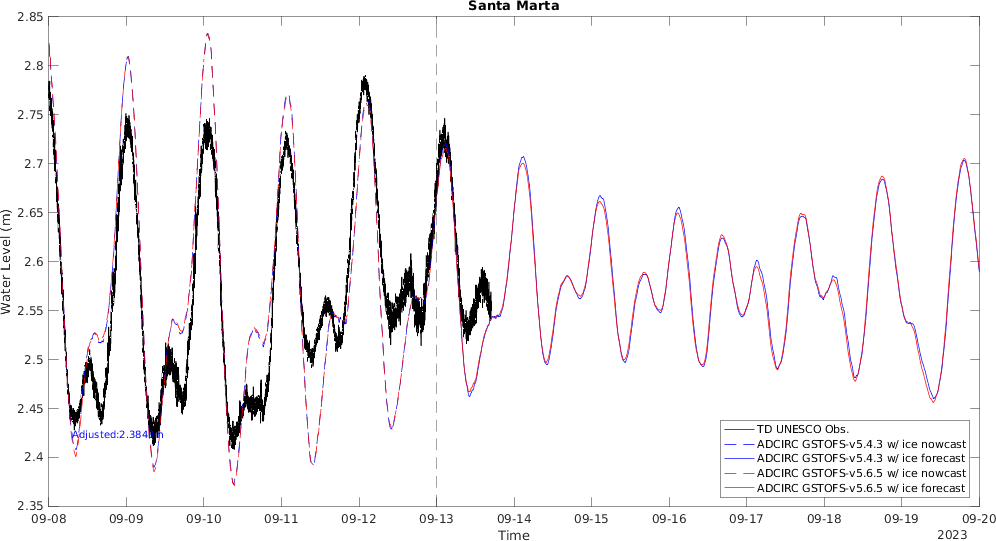 Santa Marta
Water Level (m)
2.85
2.8
2.75
2.7
2.65
2.6
2.55
2.5
2.45
2.4
2.35
TD UNESCO Obs.
ADCIRC GSTOFS-v5.4.3 w/ ice nowcast
ADCIRC GSTOFS-v5.4.3 w/ ice forecast
ADCIRC GSTOFS-v5.6.5 w/ ice nowcast
ADCIRC GSTOFS-v5.6.5 w/ ice forecast
09-08 09-09 09-10 09-11 09-12 09-13 09-14 09-15 09-16 09-17 09-18 09-19 09-20
Time
2023